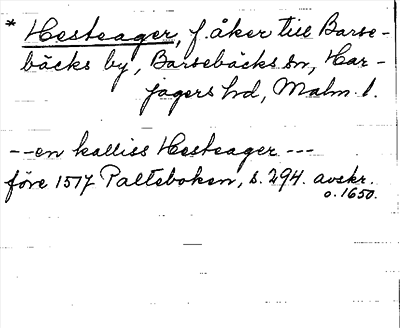 * Hesteager, f. åker till Barse-
bäcks by, Barsebäcks sn, Har-
jagers hd, Malm. l.
--en kalliss Hesteager ---
före 1517 Palteboken, s. 294. avskr.
o. 1650.